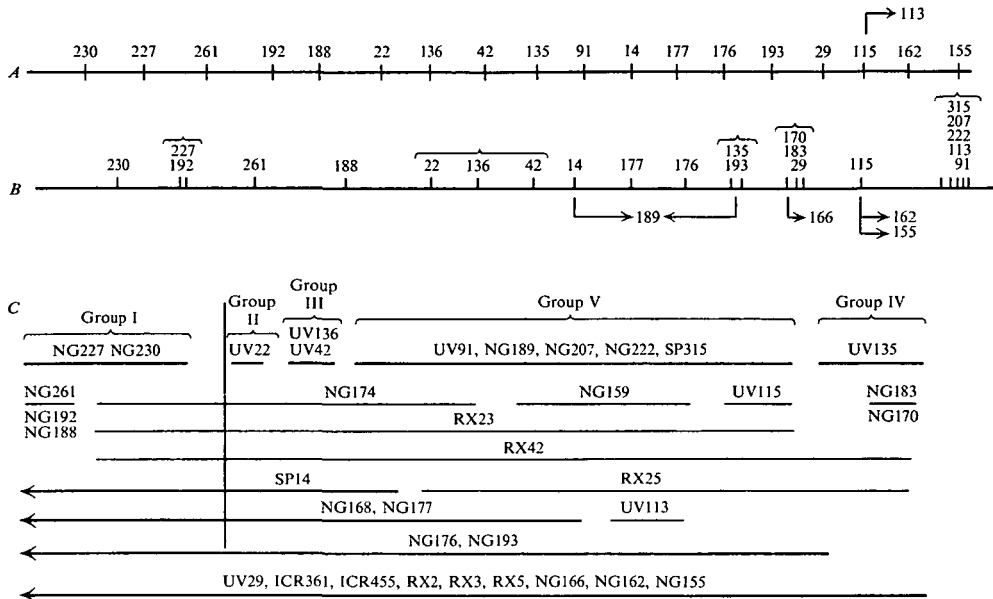 113
230 227 261 192 188 22 136 42 135 91 14 177 176 193 29 115 162 155
A
315
207
222
113
91
170
183
29
135
193
227
192
230 261 188 22 136 42 14 177 176 115
B
189 166 162
155
C
Group I
Group II
Group III
Group V
Group IV
NG227 NG230
UV22
UV136
UV42
UV91, NG189, NG207, NG222, SP315
UV135
NG261 NG174 NG159 UV115 NG183
NG192
NG188
RX23
NG170
RX42
SP14 RX25
NG168, NG177 UV113
NG176, NG193
UV29, ICR361, ICR455, RX2, RX3, RX5, NG166, NG162, NG155